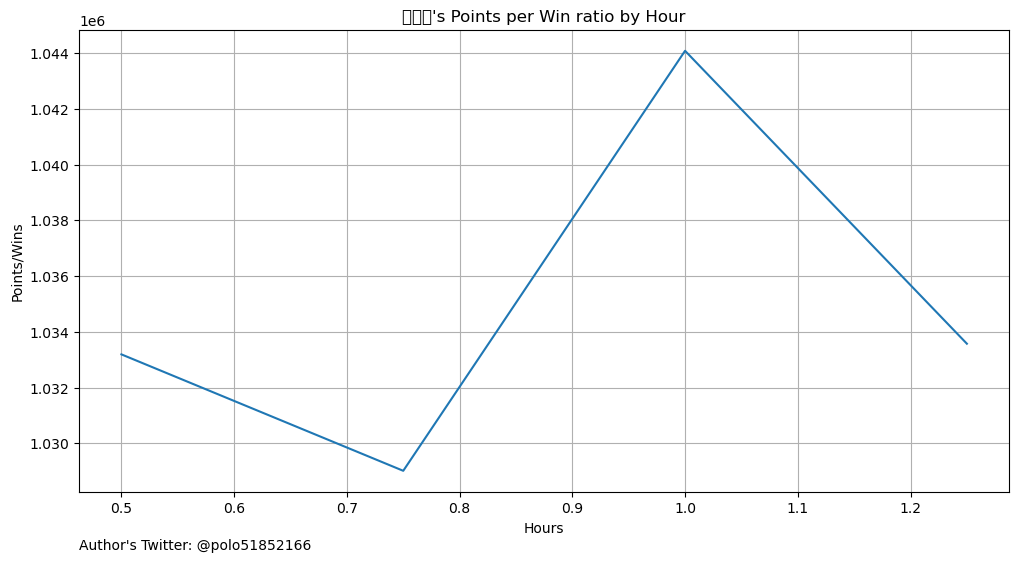 's Points per Win ratio by Hour
1e6
1.044
1.042
1.040
1.038
1.036
1.034
1.032
1.030
Points/Wins
0.5 0.6 0.7 0.8 0.9 1.0 1.1 1.2
Hours
Author's Twitter: @polo51852166